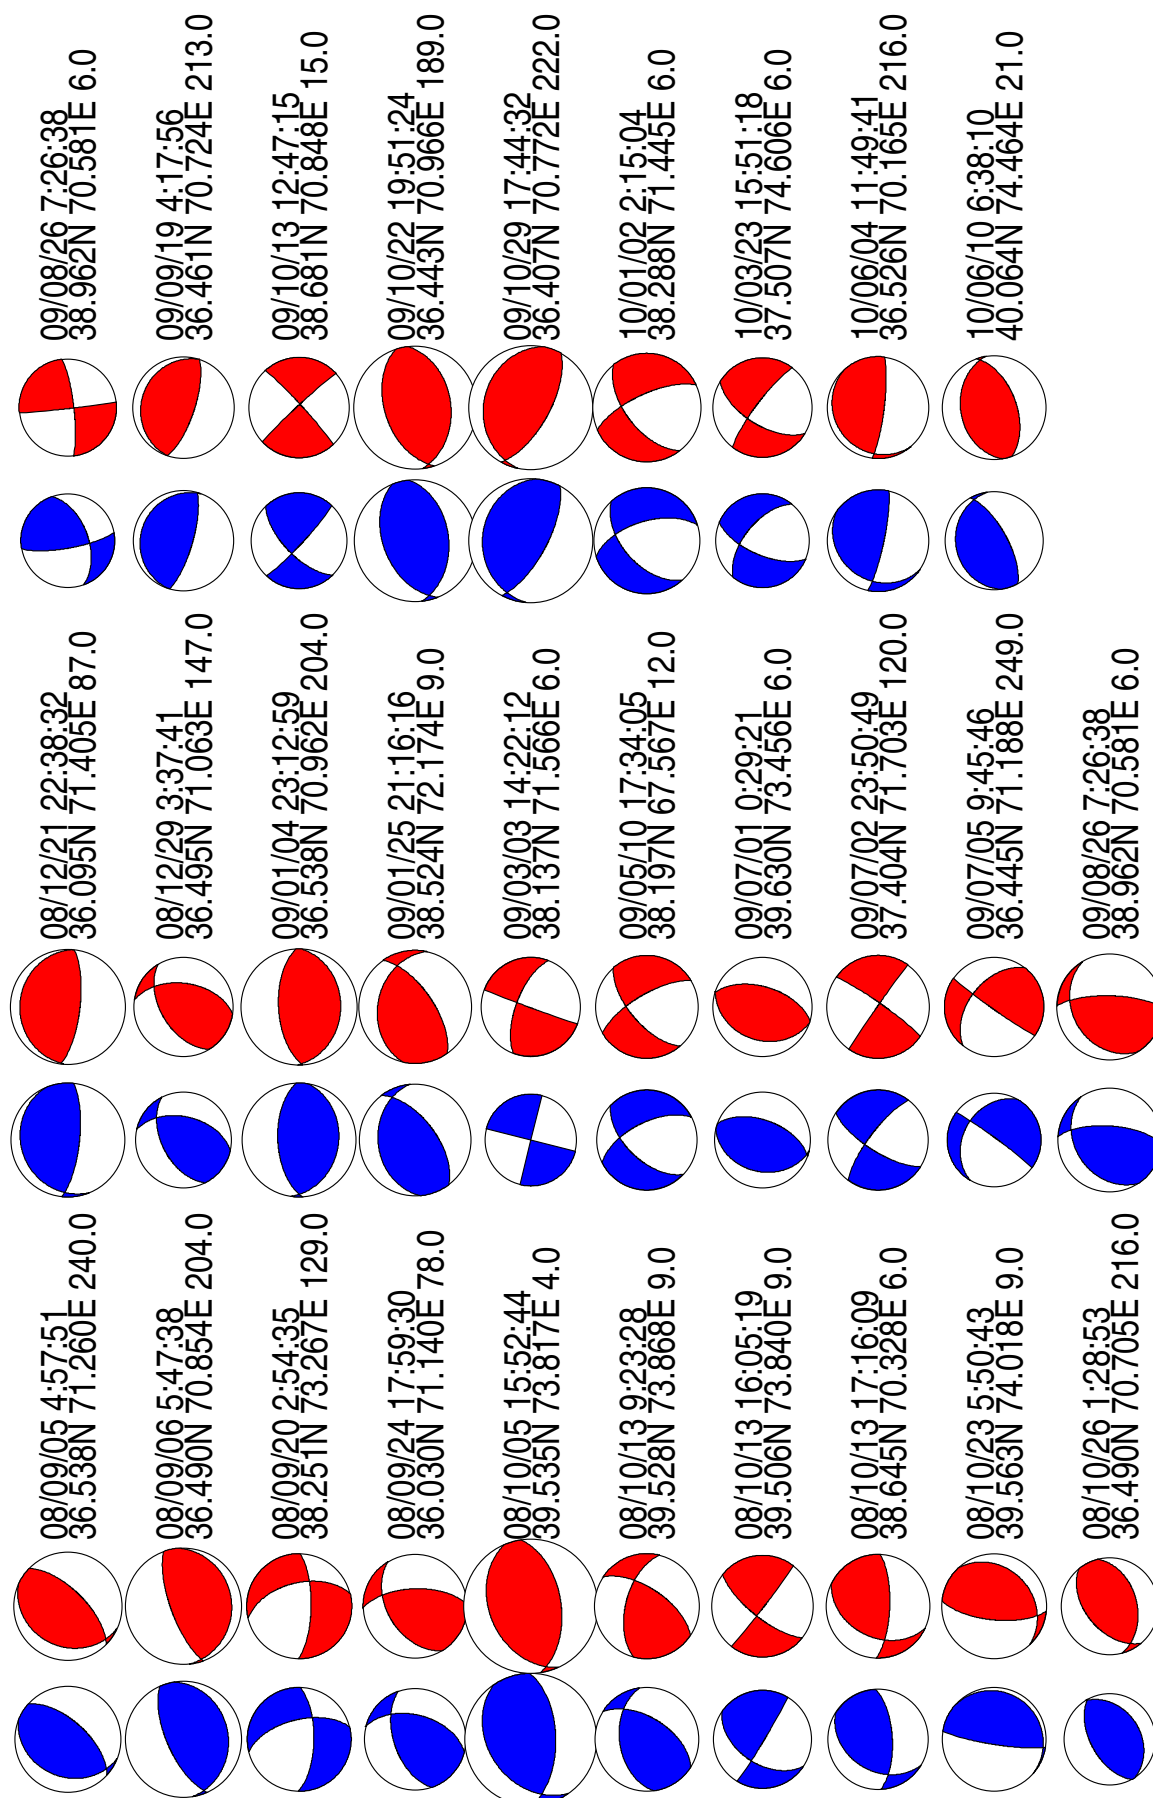 08/09/05 4:57:51
36.538N 71.260E 240.0
08/09/06 5:47:38
36.490N 70.854E 204.0
08/09/20 2:54:35
38.251N 73.267E 129.0
08/09/24 17:59:30
36.030N 71.140E 78.0
08/10/05 15:52:44
39.535N 73.817E 4.0
08/10/13 9:23:28
39.528N 73.868E 9.0
08/10/13 16:05:19
39.506N 73.840E 9.0
08/10/13 17:16:09
38.645N 70.328E 6.0
08/10/23 5:50:43
39.563N 74.018E 9.0
08/10/26 1:28:53
36.490N 70.705E 216.0
08/12/21 22:38:32
36.095N 71.405E 87.0
08/12/29 3:37:41
36.495N 71.063E 147.0
09/01/04 23:12:59
36.538N 70.962E 204.0
09/01/25 21:16:16
38.524N 72.174E 9.0
09/03/03 14:22:12
38.137N 71.566E 6.0
09/05/10 17:34:05
38.197N 67.567E 12.0
09/07/01 0:29:21
39.630N 73.456E 6.0
09/07/02 23:50:49
37.404N 71.703E 120.0
09/07/05 9:45:46
36.445N 71.188E 249.0
09/08/26 7:26:38
38.962N 70.581E 6.0
09/08/26 7:26:38
38.962N 70.581E 6.0
09/09/19 4:17:56
36.461N 70.724E 213.0
09/10/13 12:47:15
38.681N 70.848E 15.0
09/10/22 19:51:24
36.443N 70.966E 189.0
09/10/29 17:44:32
36.407N 70.772E 222.0
10/01/02 2:15:04
38.288N 71.445E 6.0
10/03/23 15:51:18
37.507N 74.606E 6.0
10/06/04 11:49:41
36.526N 70.165E 216.0
10/06/10 6:38:10
40.064N 74.464E 21.0